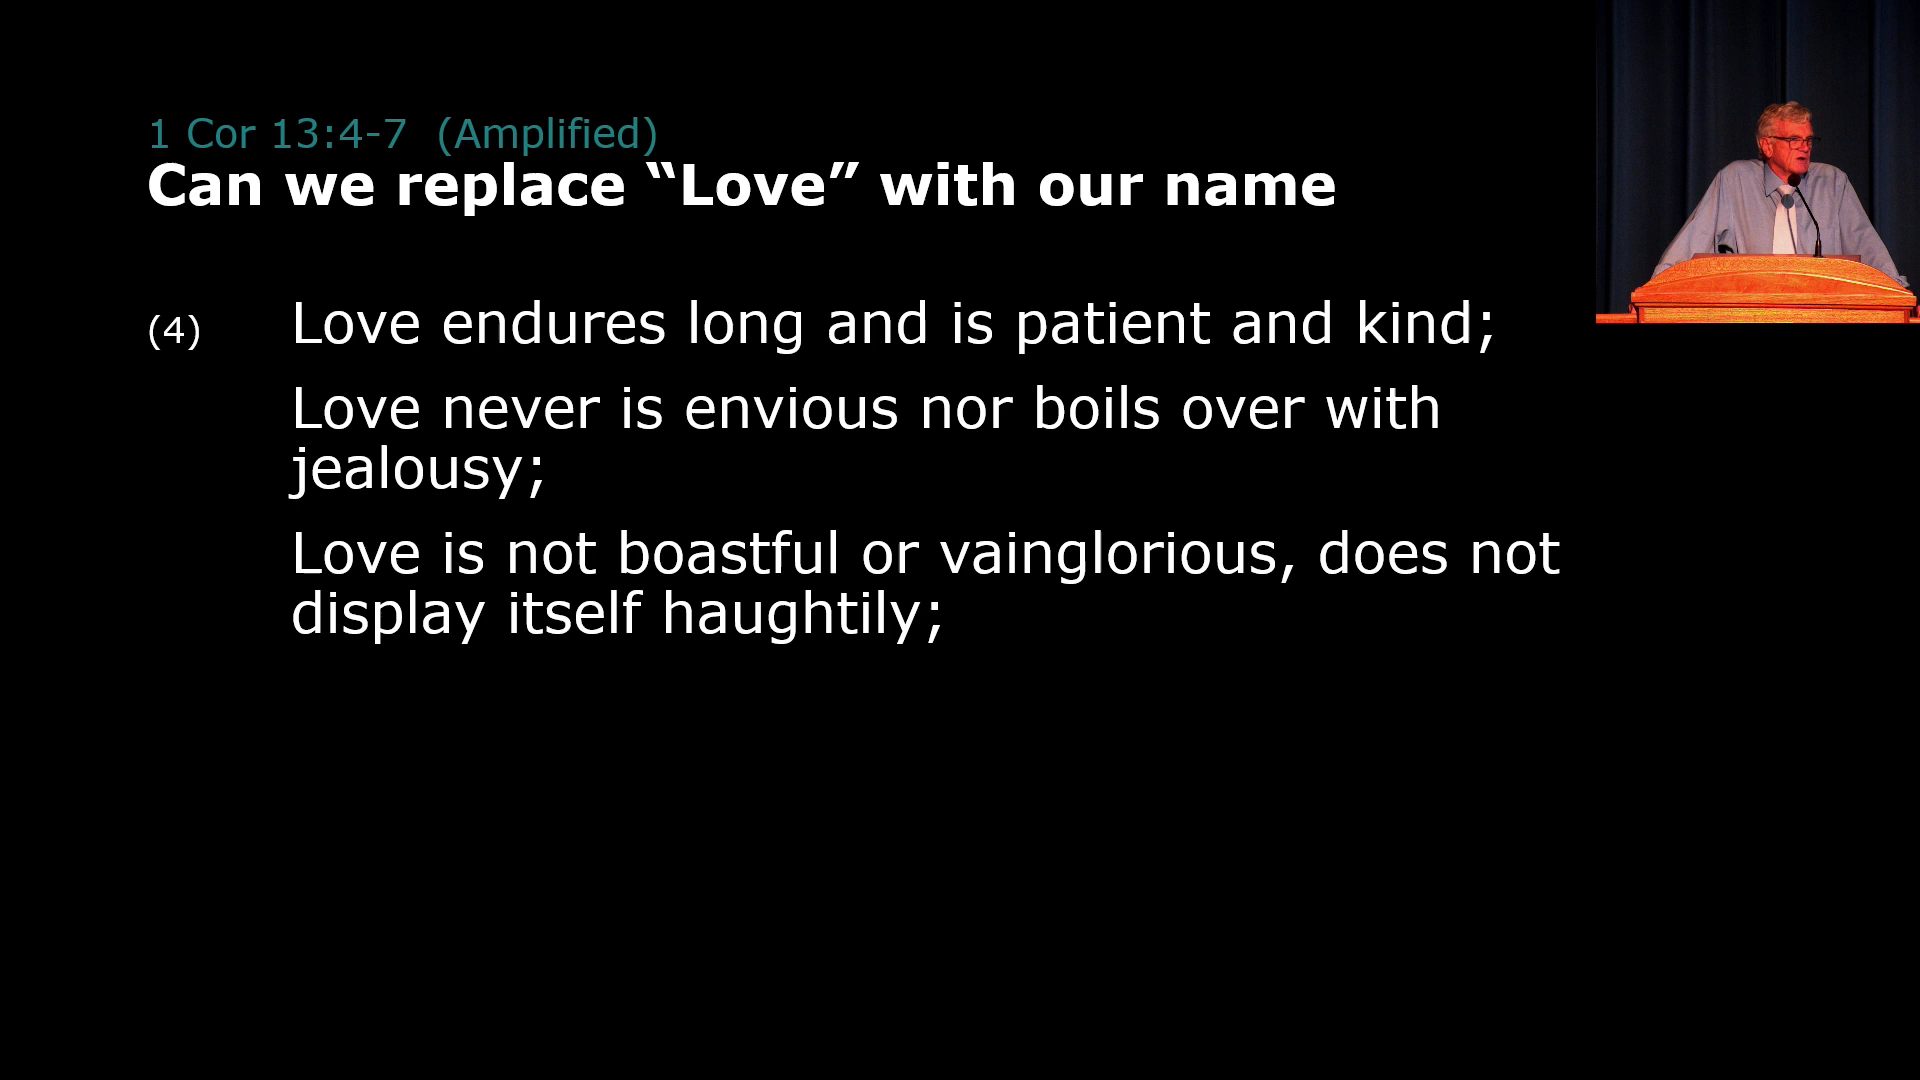 1 Cor 13:4-7 (Amplified)
Can we replace “Love” with our name
(4) Love endures long and is patient and kind;
Love never is envious nor boils over with
jealousy;
Love is not boastful or vainglorious, does not
display itself haughtily;